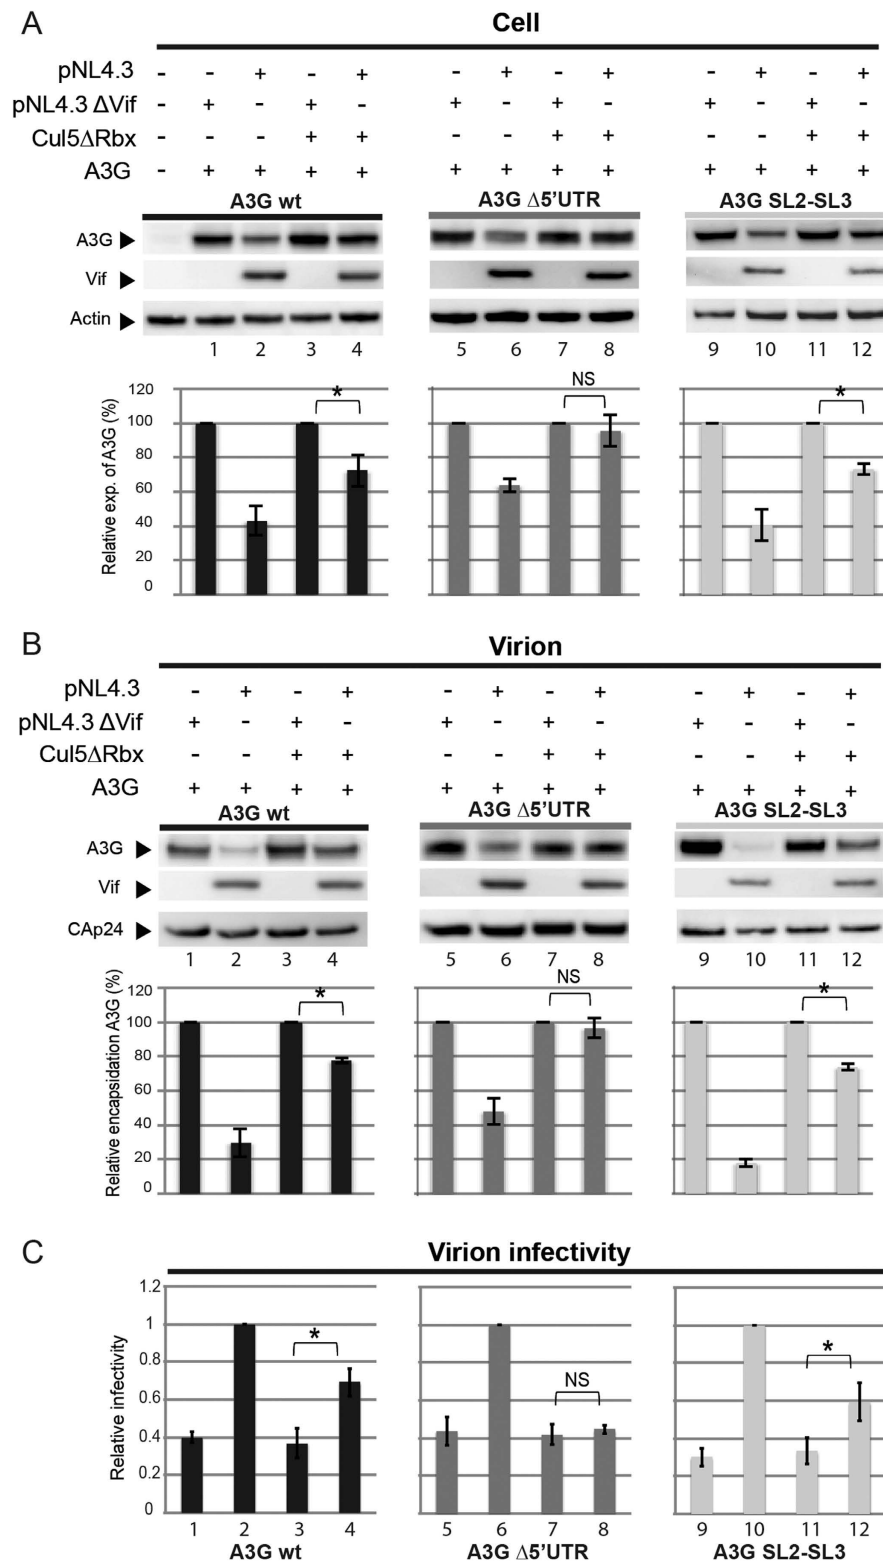 A
Cell
pNL4.3 - - + - + - + - + - + - +
pNL4.3 ΔVif - + - + - + - + - + - + -
Cul5ΔRbx - - - + + - - + + - - + +
A3G - + + + + + + + + + + + +
A3G wt A3G Δ5'UTR A3G SL2-SL3
A3G
Vif
Actin
1 2 3 4 5 6 7 8 9 10 11 12
Relative exp. of A3G (%)
120
100
80
60
40
20
0
* NS *
B
Virion
pNL4.3 - + - + - + - + - + - +
pNL4.3 ΔVif + - + - + - + - + - + -
Cul5ΔRbx - - + + - - + + - - + +
A3G + + + + + + + + + + + +
A3G wt A3G Δ5'UTR A3G SL2-SL3
A3G
Vif
CAp24
1 2 3 4 5 6 7 8 9 10 11 12
Relative encapsidation A3G (%)
120
100
80
60
40
20
0
* NS *
C
Virion infectivity
Relative infectivity
1.2
1
0.8
0.6
0.4
0.2
0
* NS *
1 2 3 4 5 6 7 8 9 10 11 12
A3G wt A3G Δ5'UTR A3G SL2-SL3